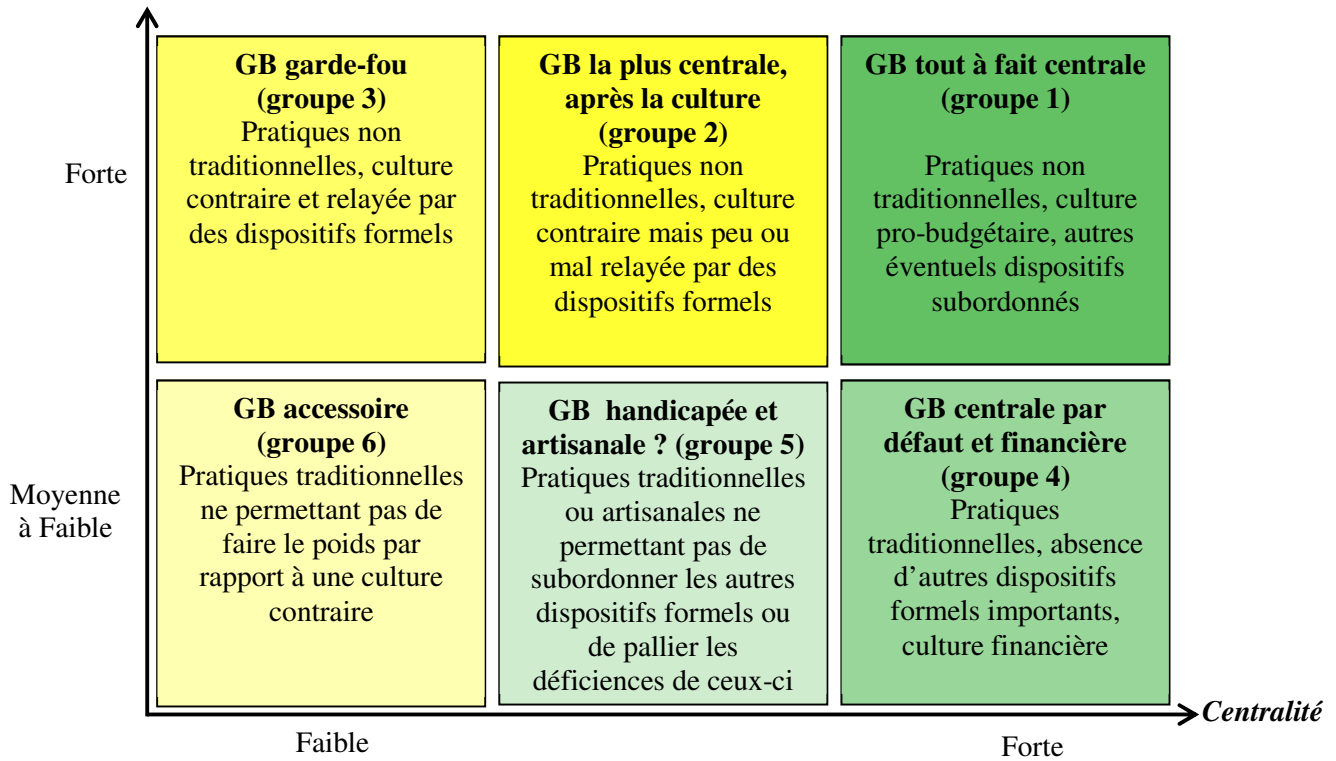 GB garde-fou
(groupe 3)
Pratiques non
traditionnelles, culture
contraire et relayée par
des dispositifs formels
GB la plus centrale,
après la culture
(groupe 2)
Pratiques non
traditionnelles, culture
contraire mais peu ou
mal relayée par des
dispositifs formels
GB tout à fait centrale
(groupe 1)
Pratiques non
traditionnelles, culture
pro-budgétaire, autres
éventuels dispositifs
subordonnés
Forte
GB accessoire
(groupe 6)
Pratiques traditionnelles
ne permettant pas de
faire le poids par
rapport à une culture
contraire
GB handicapée et
artisanale ? (groupe 5)
Pratiques traditionnelles
ou artisanales ne
permettant pas de
subordonner les autres
dispositifs formels ou
de pallier les
déficiences de ceux-ci
GB centrale par
défaut et financière
(groupe 4)
Pratiques
traditionnelles, absence
d’autres dispositifs
formels importants,
culture financière
Moyenne
à Faible
Centralité
Faible
Forte